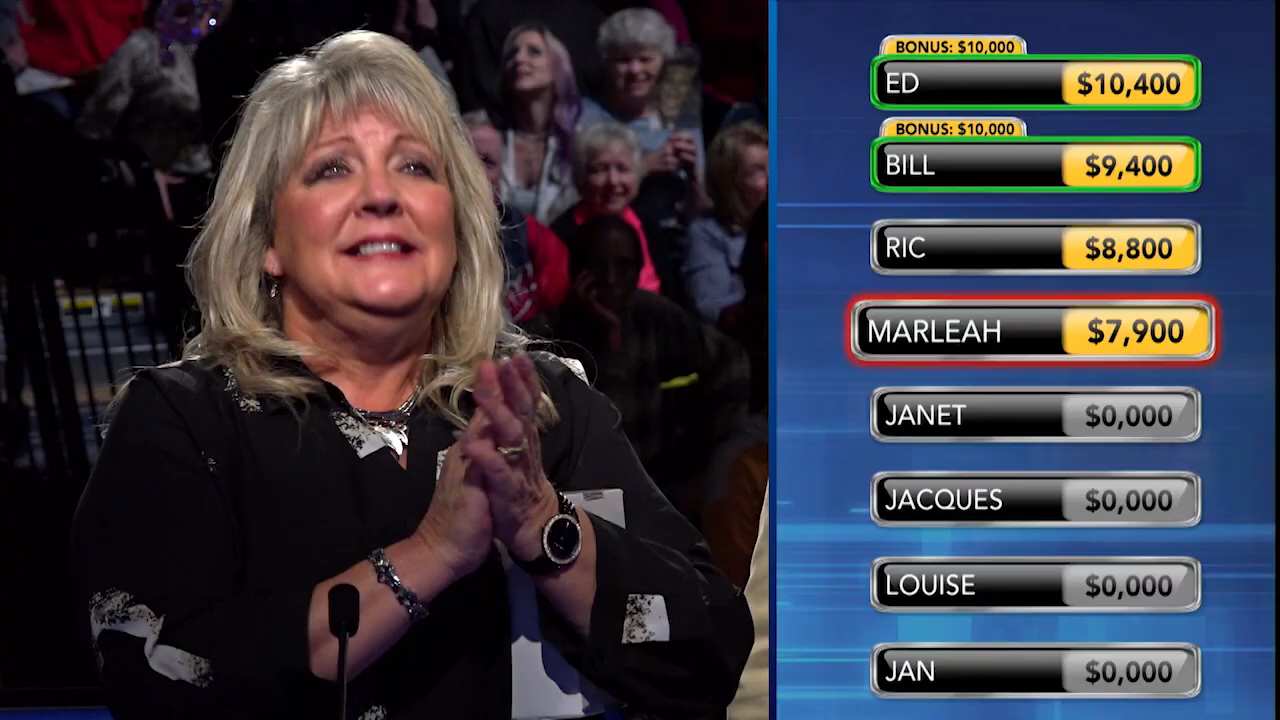 BONUS: $10,000
ED $10,400
BONUS: $10,000
BILL $9,400
RIC $8,800
MARLEAH $7,900
JANET $0,000
JACQUES $0,000
LOUISE $0,000
JAN $0,000